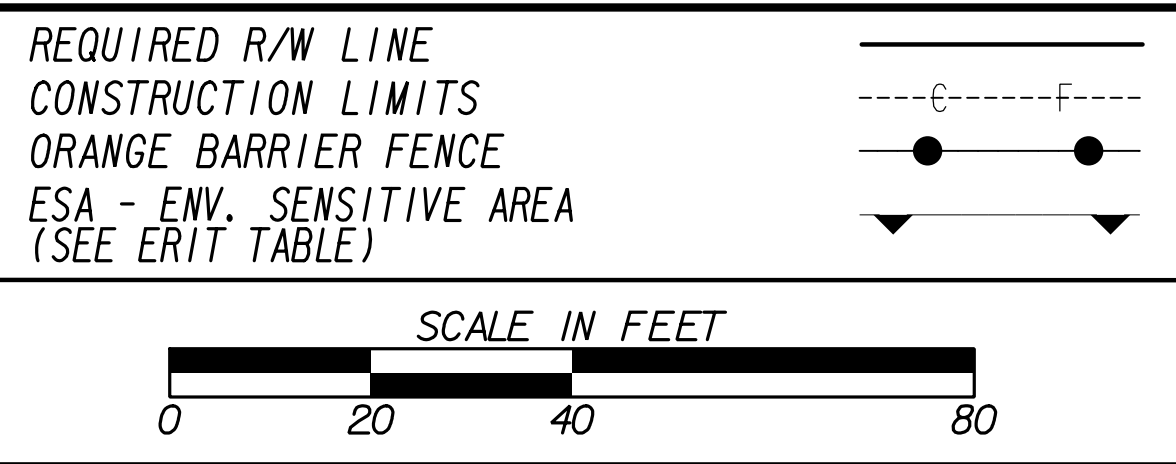 REQUIRED R/W LINE
CONSTRUCTION LIMITS C F
ORANGE BARRIER FENCE
ESA - ENV. SENSITIVE AREA
(SEE ERIT TABLE)
SCALE IN FEET
0 20 40 80